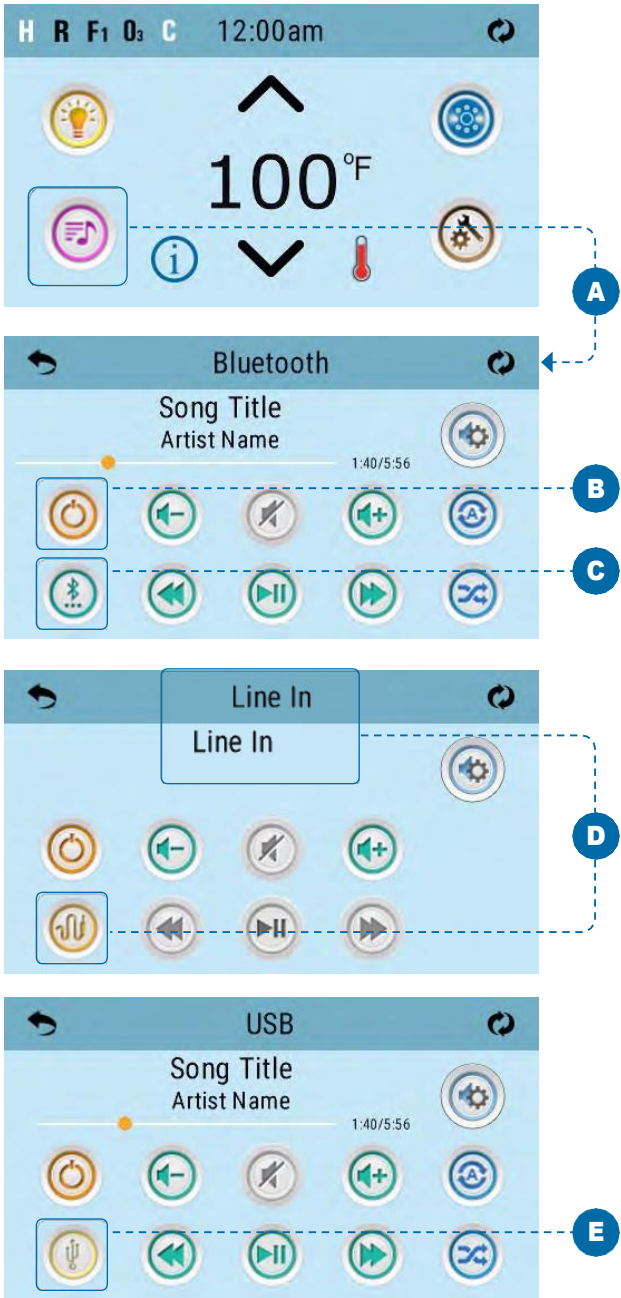 H R F1 O3 C 12:00am
100°F
i
A
Bluetooth
Song Title
Artist Name
1:40/5:56
B
A
C
Line In
Line In
D
USB
Song Title
Artist Name
1:40/5:56
A
E